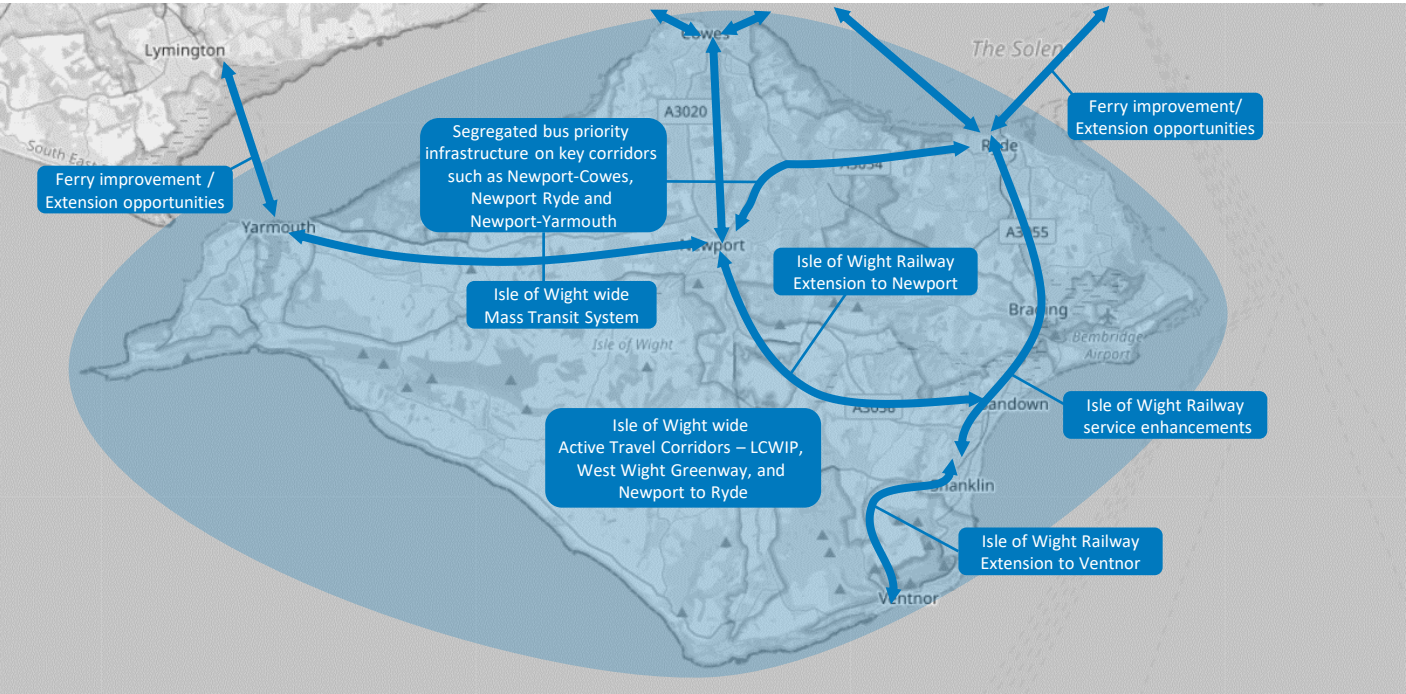 Lymington
Cowes
The Solen
A3020
Ferry improvement/
Extension opportunities
Segregated bus priority
infrastructure on key corridors
such as Newport-Cowes,
Newport Ryde and
Newport-Yarmouth
Ryde
A3054
South East
Ferry improvement /
Extension opportunities
Yarmouth
A3055
Newport
Isle of Wight Railway
Extension to Newport
Isle of Wight wide
Mass Transit System
Brading
Bembridge
Airport
Isle of Wight
Sandown
Isle of Wight Railway
service enhancements
Isle of Wight wide
Active Travel Corridors – LCWIP,
West Wight Greenway, and
Newport to Ryde
Shanklin
Isle of Wight Railway
Extension to Ventnor
Ventnor